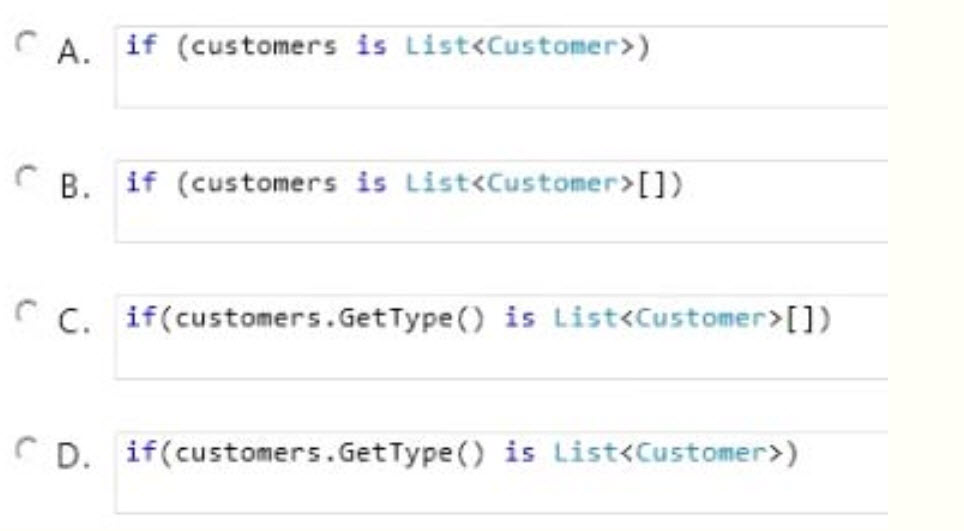 A. if (customers is List<Customer>)
B. if (customers is List<Customer>[])
C. if(customers.GetType() is List<Customer>[])
D. if(customers.GetType() is List<Customer>)